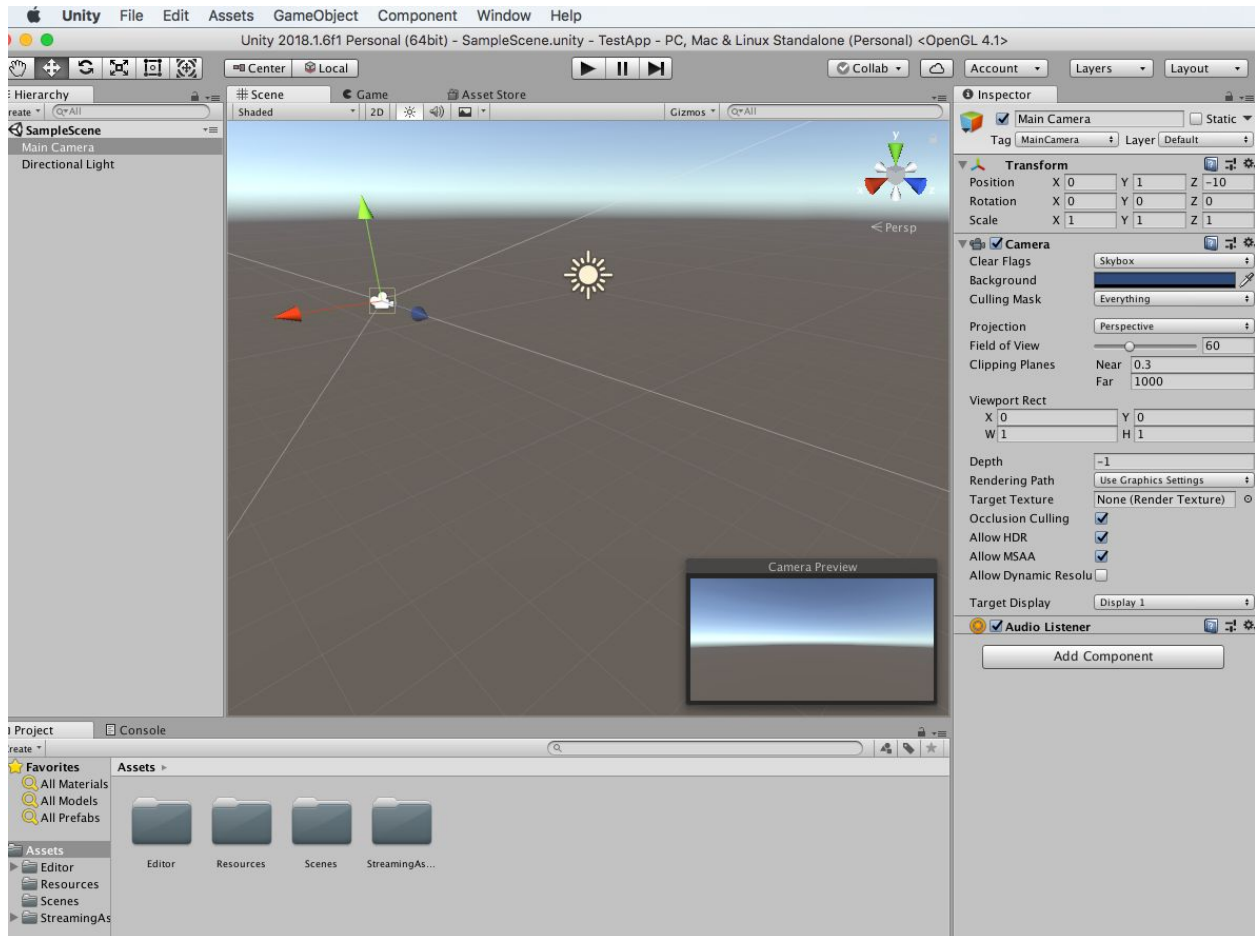 Unity File Edit Assets GameObject Component Window Help
Unity 2018.1.6f1 Personal (64bit) - SampleScene.unity - TestApp - PC, Mac & Linux Standalone (Personal) <OpenGL 4.1>
Center Local Collab Account Layers Layout
Hierarchy
reate All
SampleScene
Main Camera
Directional Light
Scene Game Asset Store
Shaded 2D Gizmos All
y
x z
Persp
Camera Preview
Inspector
Main Camera Static
Tag MainCamera Layer Default
Transform
Position X 0 Y 1 Z -10
Rotation X 0 Y 0 Z 0
Scale X 1 Y 1 Z 1
Camera
Clear Flags Skybox
Background
Culling Mask Everything
Projection Perspective
Field of View 60
Clipping Planes Near 0.3
Far 1000
Viewport Rect
X 0 Y 0
W 1 H 1
Depth -1
Rendering Path Use Graphics Settings
Target Texture None (Render Texture)
Occlusion Culling
Allow HDR
Allow MSAA
Allow Dynamic Resolu
Target Display Display 1
Audio Listener
Add Component
Project Console
reate
Favorites
All Materials
All Models
All Prefabs
Assets
Editor
Resources
Scenes
StreamingAs
Assets
Editor Resources Scenes StreamingAs...